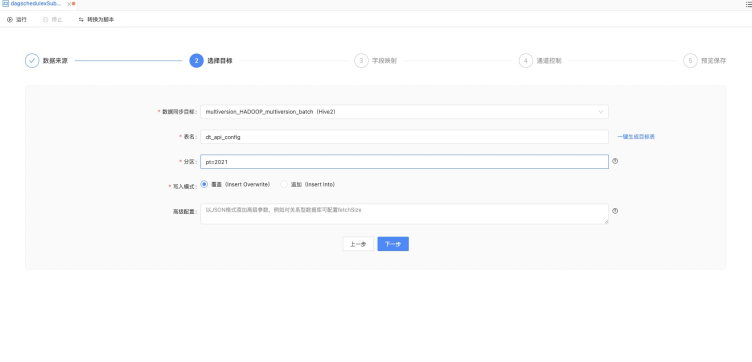 dagschedulesSub...
运行 停止 转换为脚本
数据来源 2 选择目标 3 字段映射 4 通道控制 5 预览保存
* 数据同步目标: multiversion_HADOOP_multiversion_batch (Hive2)
* 表名: dt_api_config 一键生成目标表
* 分区: pt=2021
* 写入模式: 覆盖 (Insert Overwrite) 追加 (Insert Into)
高级配置: 以JSON格式添加高级参数,例如对关系型数据库可配置fetchSize
上一步 下一步